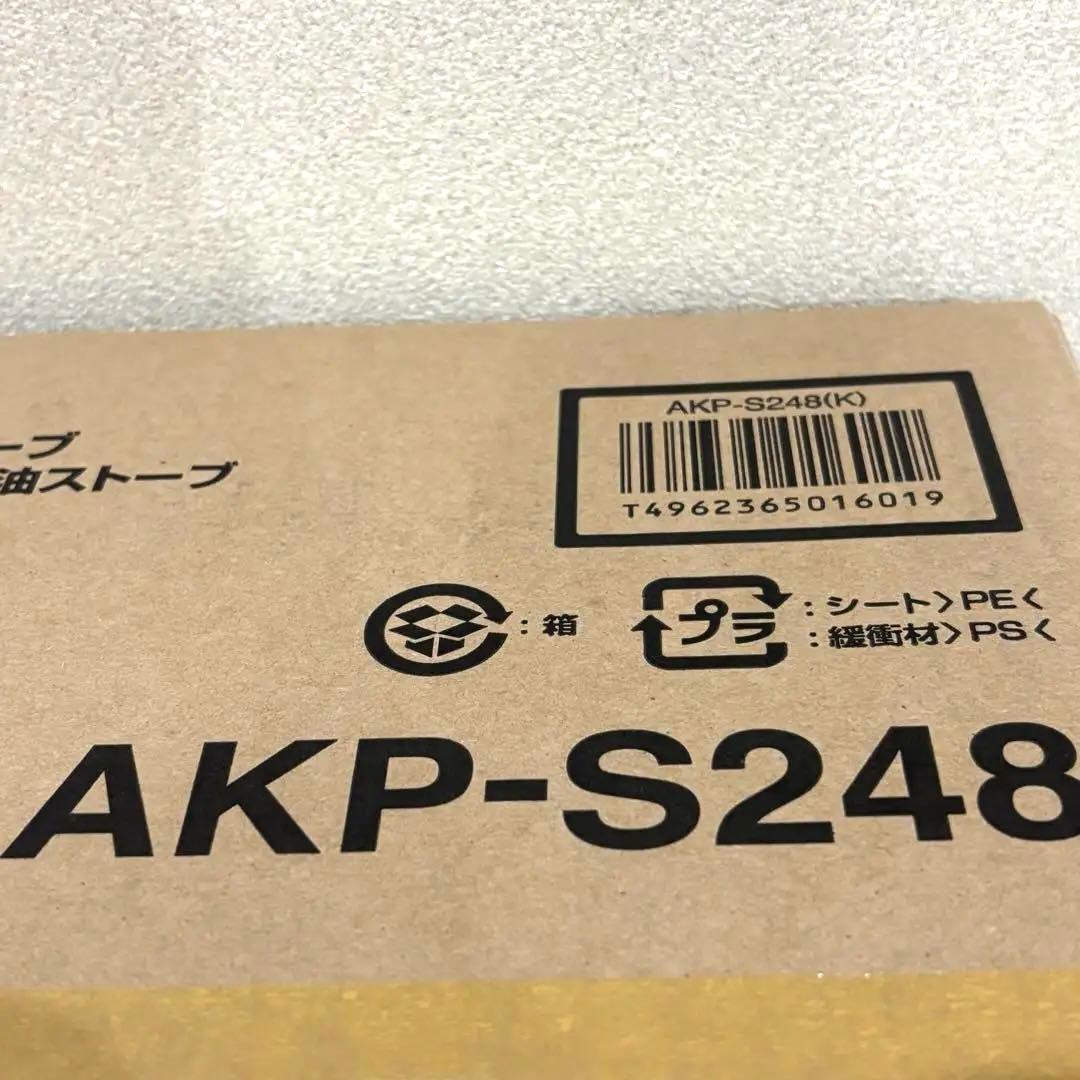 ーブ
油ストーブ
AKP-S248(K)
T4962365016019
:箱
プラ
:シート>PE<
:緩衝材>PS<
AKP-S248